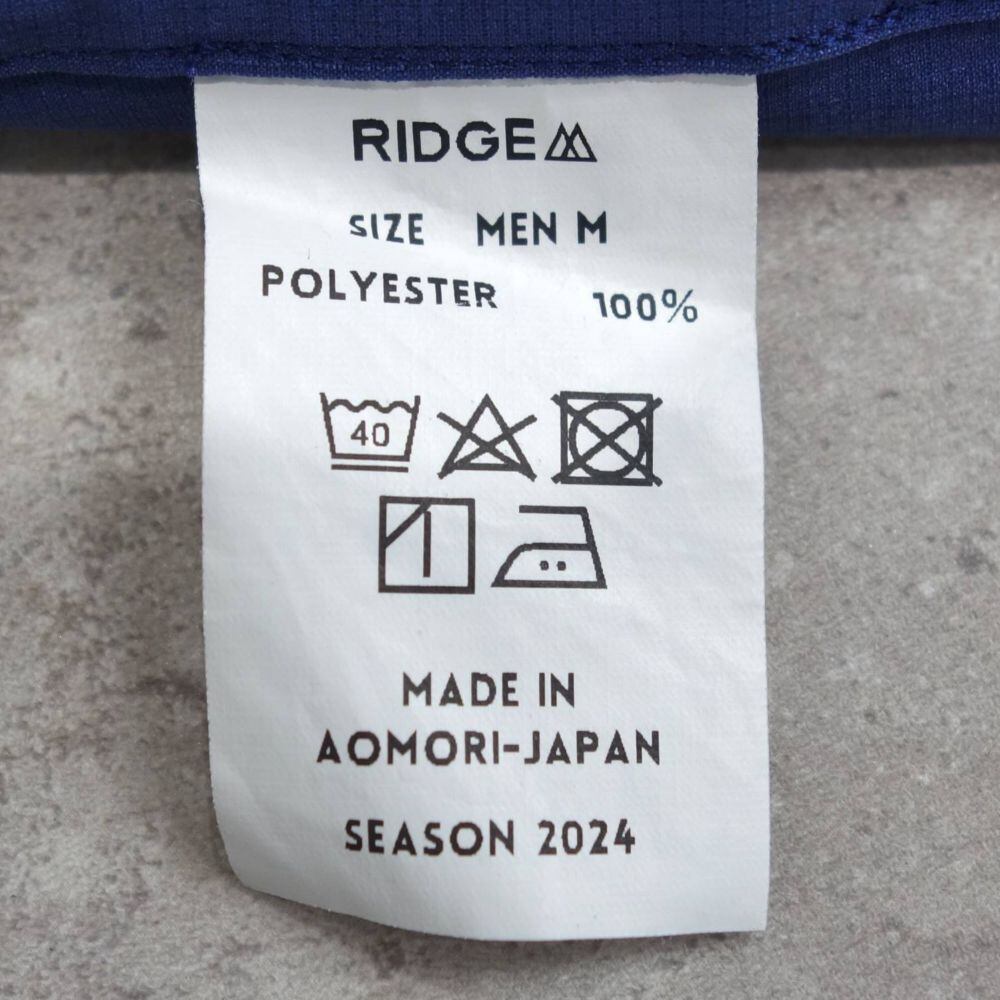 RIDGE
SIZE MEN M
POLYESTER 100%
40
MADE IN
AOMORI-JAPAN
SEASON 2024